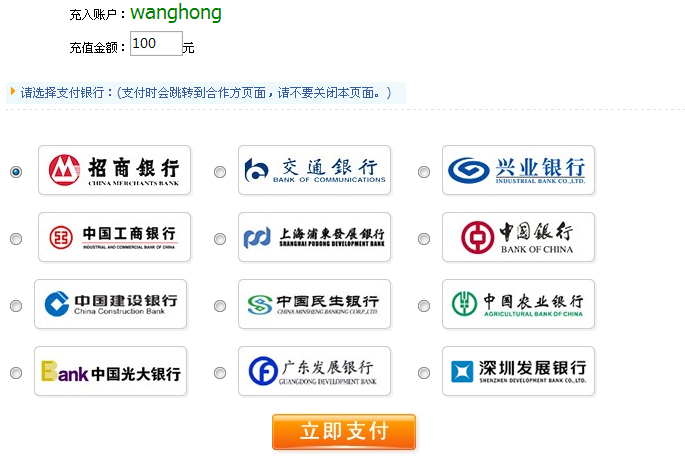 充入账户：wanghong
充值金额：100元
请选择支付银行：(支付时会跳转到合作方页面，请不要关闭本页面。)
招商银行 交通銀行 兴业银行
CHINA MERCHANTS BANK BANK OF COMMUNICATIONS INDUSTRIAL BANK CO.,LTD.
中国工商银行 上海浦東發展銀行 中國銀行
INDUSTRIAL AND COMMERCIAL BANK OF CHINA SHANGHAI PUDONG DEVELOPMENT BANK BANK OF CHINA
中国建设银行 中国民生银行 中国农业银行
China Construction Bank CHINA MINSHENG BANKING CORP.,LTD AGRICULTURAL BANK OF CHINA
Bank 中国光大银行 广东发展银行 深圳发展银行
GUANGDONG DEVELOPMENT BANK SHENZHEN DEVELOPMENT BANK CO.,LTD.
立即支付